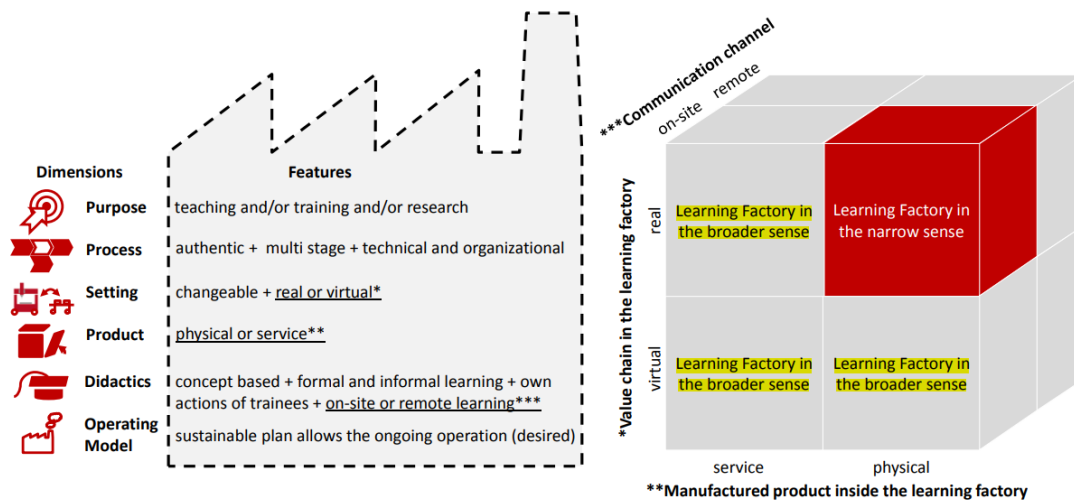 Dimensions
Features
Purpose
teaching and/or training and/or research
Process
authentic + multi stage + technical and organizational
Setting
changeable + real or virtual*
Product
physical or service**
Didactics
concept based + formal and informal learning + own
actions of trainees + on-site or remote learning***
Operating
Model
sustainable plan allows the ongoing operation (desired)
***Communication channel
on-site remote
*Value chain in the learning factory
real
virtual
Learning Factory in
the broader sense
Learning Factory in
the narrow sense
Learning Factory in
the broader sense
Learning Factory in
the broader sense
service
physical
**Manufactured product inside the learning factory